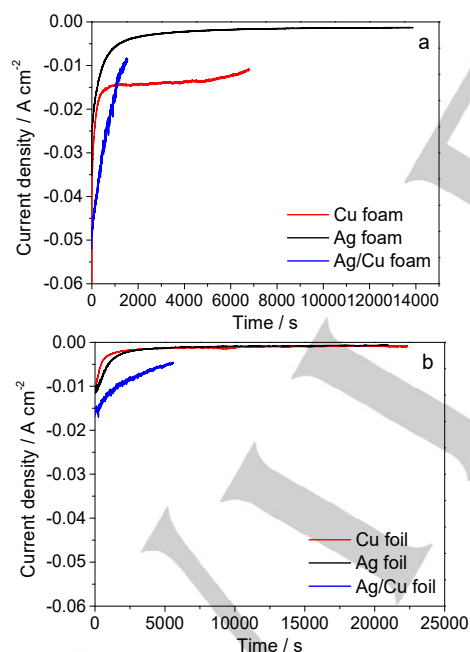 0.00
-0.01
-0.02
-0.03
-0.04
-0.05
-0.06
Current density / A cm-2
a
Cu foam
Ag foam
Ag/Cu foam
0 2000 4000 6000 8000 10000 12000 14000
Time / s
0.00
-0.01
-0.02
-0.03
-0.04
-0.05
-0.06
Current density / A cm-2
b
Cu foil
Ag foil
Ag/Cu foil
0 5000 10000 15000 20000 25000
Time / s